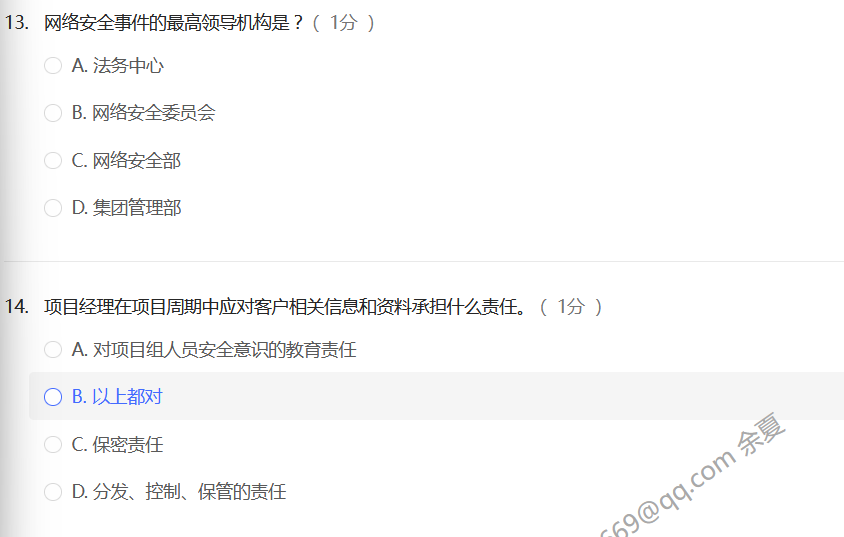 13. 网络安全事件的最高领导机构是？（ 1分 ）
A. 法务中心
B. 网络安全委员会
C. 网络安全部
D. 集团管理部
14. 项目经理在项目周期中应对客户相关信息和资料承担什么责任。（ 1分 ）
A. 对项目组人员安全意识的教育责任
B. 以上都对
C. 保密责任
D. 分发、控制、保管的责任
669@qq.com 余夏